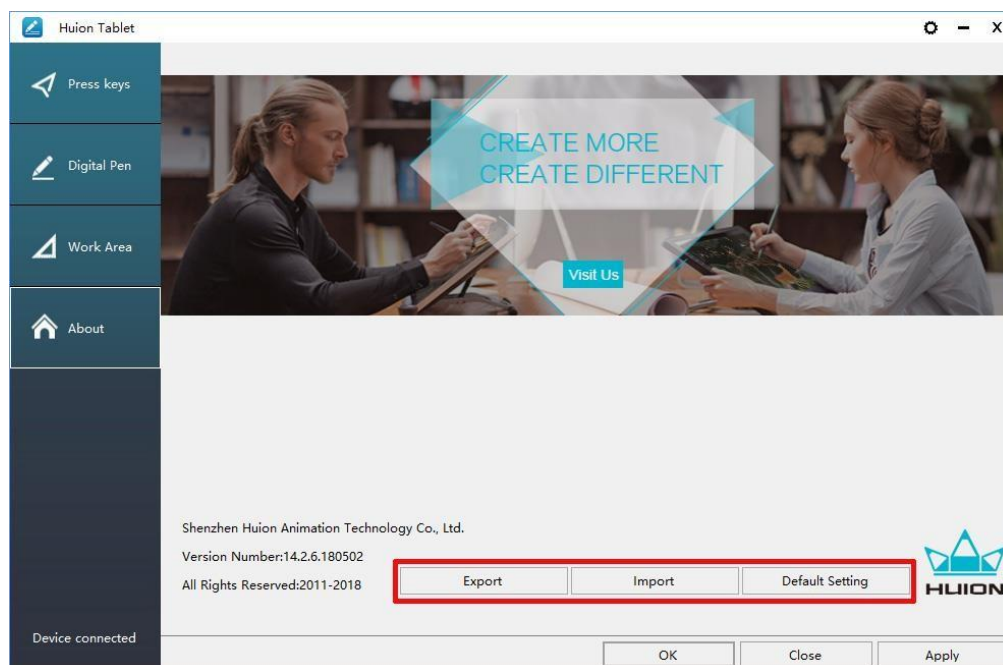 Huion Tablet
X
Press keys
Digital Pen
Work Area
About
Device connected
CREATE MORE
CREATE DIFFERENT
Visit Us
Shenzhen Huion Animation Technology Co., Ltd.
Version Number:14.2.6.180502
All Rights Reserved:2011-2018
Export Import Default Setting
HUION
OK Close Apply